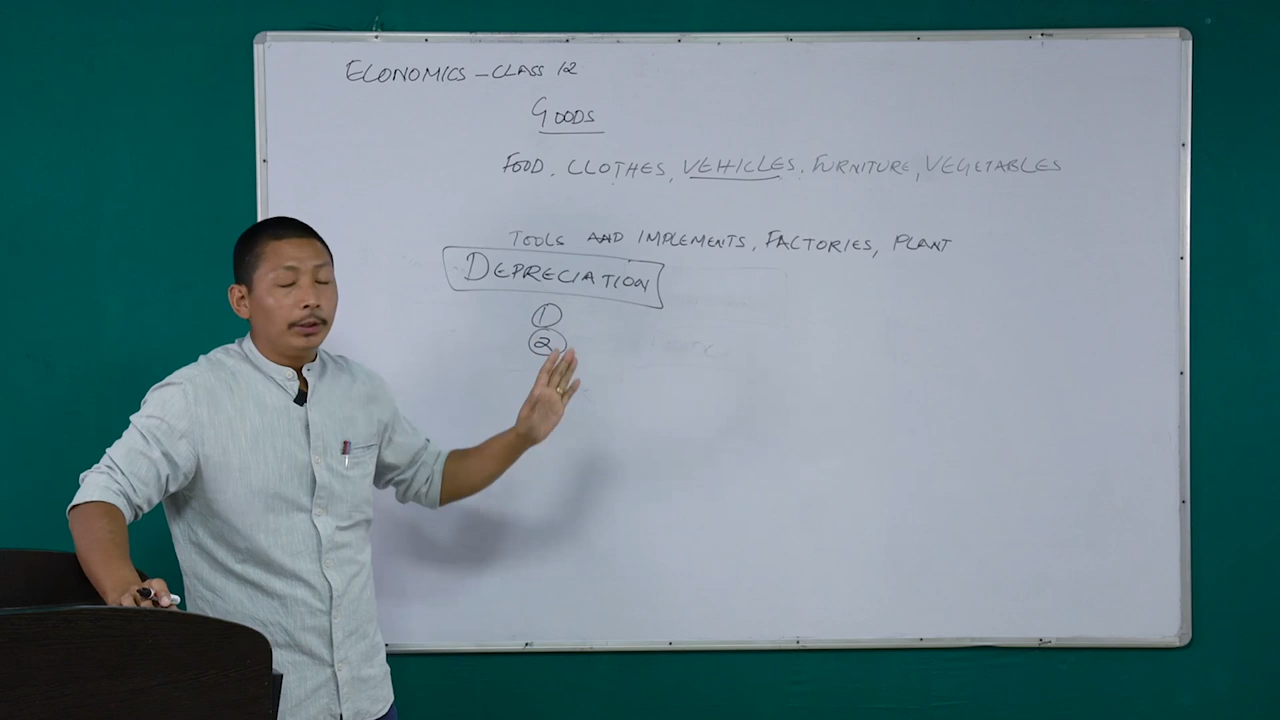 ECONOMICS - CLASS 12
GOODS
FOOD, CLOTHES, VEHICLES, FURNITURE, VEGETABLES
TOOLS AND IMPLEMENTS, FACTORIES, PLANT
DEPRECIATION
1
2